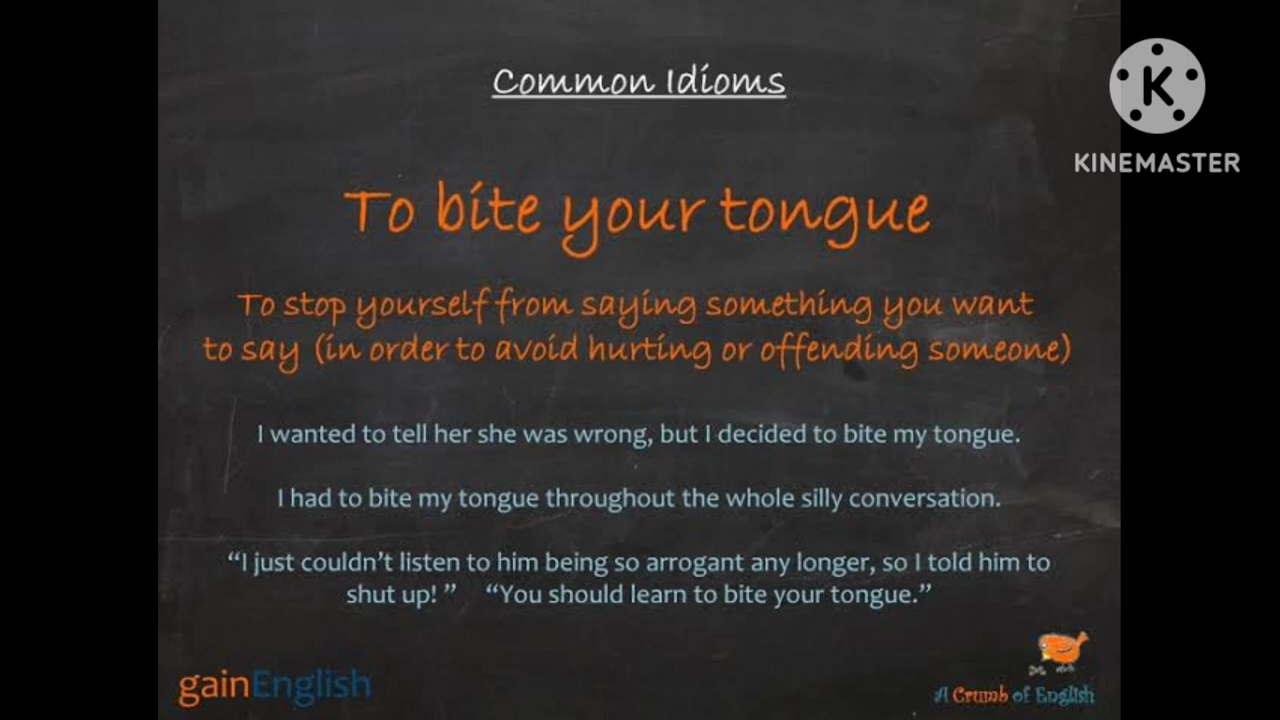 Common Idioms
K
KINEMASTER
To bite your tongue
To stop yourself from saying something you want
to say (in order to avoid hurting or offending someone)
I wanted to tell her she was wrong, but I decided to bite my tongue.
I had to bite my tongue throughout the whole silly conversation.
“I just couldn’t listen to him being so arrogant any longer, so I told him to
shut up! ” “You should learn to bite your tongue.”
gainEnglish
A Crumb of English